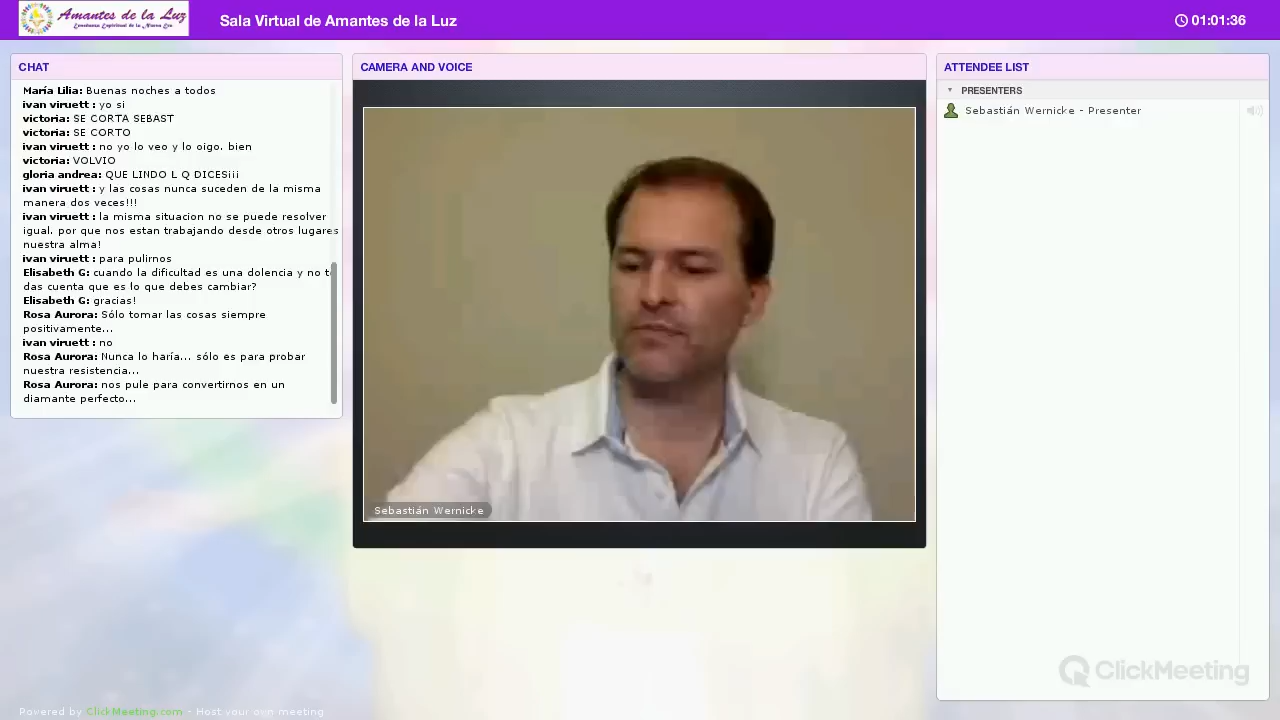 Amantes de la Luz
Enseñanza Espiritual de la Nueva Era
Sala Virtual de Amantes de la Luz
01:01:36
CHAT
María Lilia: Buenas noches a todos
ivan viruett : yo si
victoria: SE CORTA SEBAST
victoria: SE CORTO
ivan viruett : no yo lo veo y lo oigo. bien
victoria: VOLVIO
gloria andrea: QUE LINDO L Q DICES¡¡¡
ivan viruett : y las cosas nunca suceden de la misma
manera dos veces!!!
ivan viruett : la misma situacion no se puede resolver
igual. por que nos estan trabajando desde otros lugares
nuestra alma!
ivan viruett : para pulirnos
Elisabeth G: cuando la dificultad es una dolencia y no t
das cuenta que es lo que debes cambiar?
Elisabeth G: gracias!
Rosa Aurora: Sólo tomar las cosas siempre
positivamente...
ivan viruett : no
Rosa Aurora: Nunca lo haría... sólo es para probar
nuestra resistencia...
Rosa Aurora: nos pule para convertirnos en un
diamante perfecto...
CAMERA AND VOICE
Sebastián Wernicke
ATTENDEE LIST
PRESENTERS
Sebastián Wernicke - Presenter
ClickMeeting
Powered by ClickMeeting.com - Host your own meeting